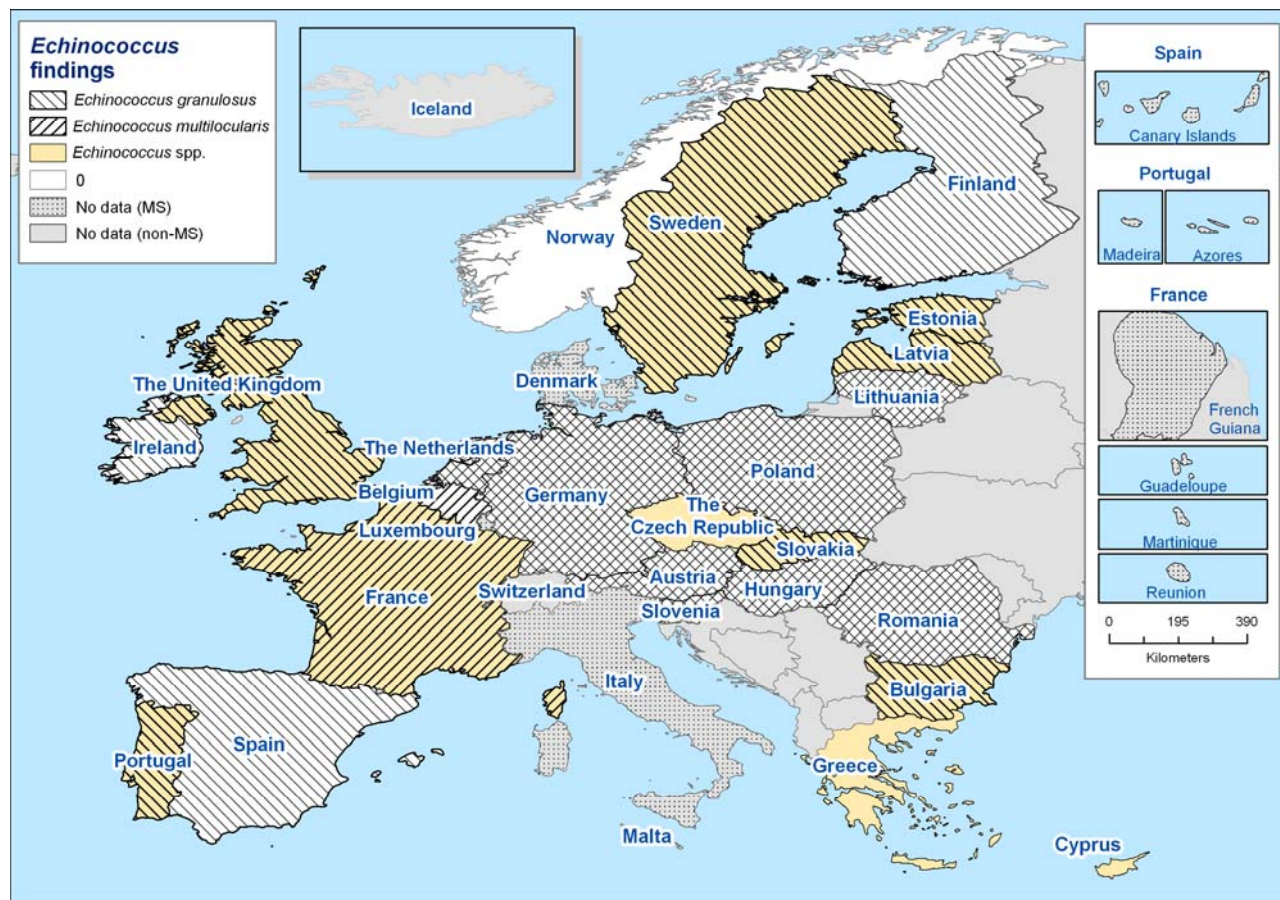 Echinococcus
findings
Echinococcus granulosus
Echinococcus multilocularis
Echinococcus spp.
0
No data (MS)
No data (non-MS)
Iceland
Norway
Sweden
Finland
Estonia
Latvia
Lithuania
Denmark
The United Kingdom
Ireland
The Netherlands
Belgium
Luxembourg
Germany
Poland
The
Czech Republic
Slovakia
France
Switzerland
Austria
Hungary
Slovenia
Romania
Italy
Bulgaria
Portugal
Spain
Greece
Malta
Cyprus
Spain
Canary Islands
Portugal
Madeira
Azores
France
French
Guiana
Guadeloupe
Martinique
Reunion
0 195 390
Kilometers